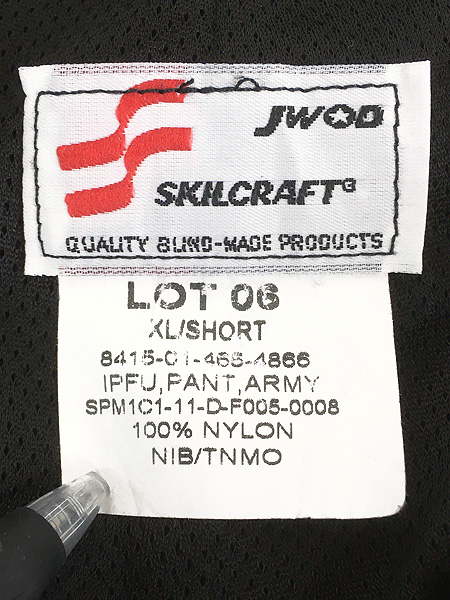 JWOD
SKILCRAFT®
QUALITY BLIND-MADE PRODUCTS
LOT 06
XL/SHORT
8415-01-465-4866
IPFU,PANT,ARMY
SPM1C1-11-D-F005-0008
100% NYLON
NIB/TNMO